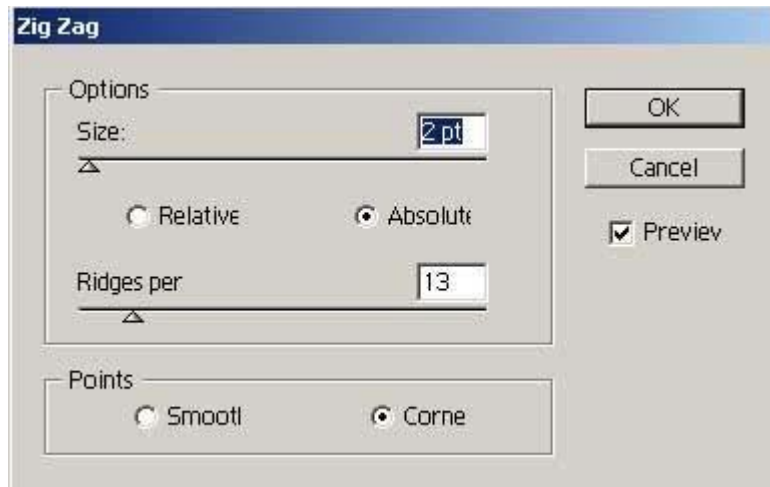 Zig Zag
Options
Size: 2 pt
Relative Absolute
Ridges per 13
Points
Smootl Corne
OK
Cancel
Previev